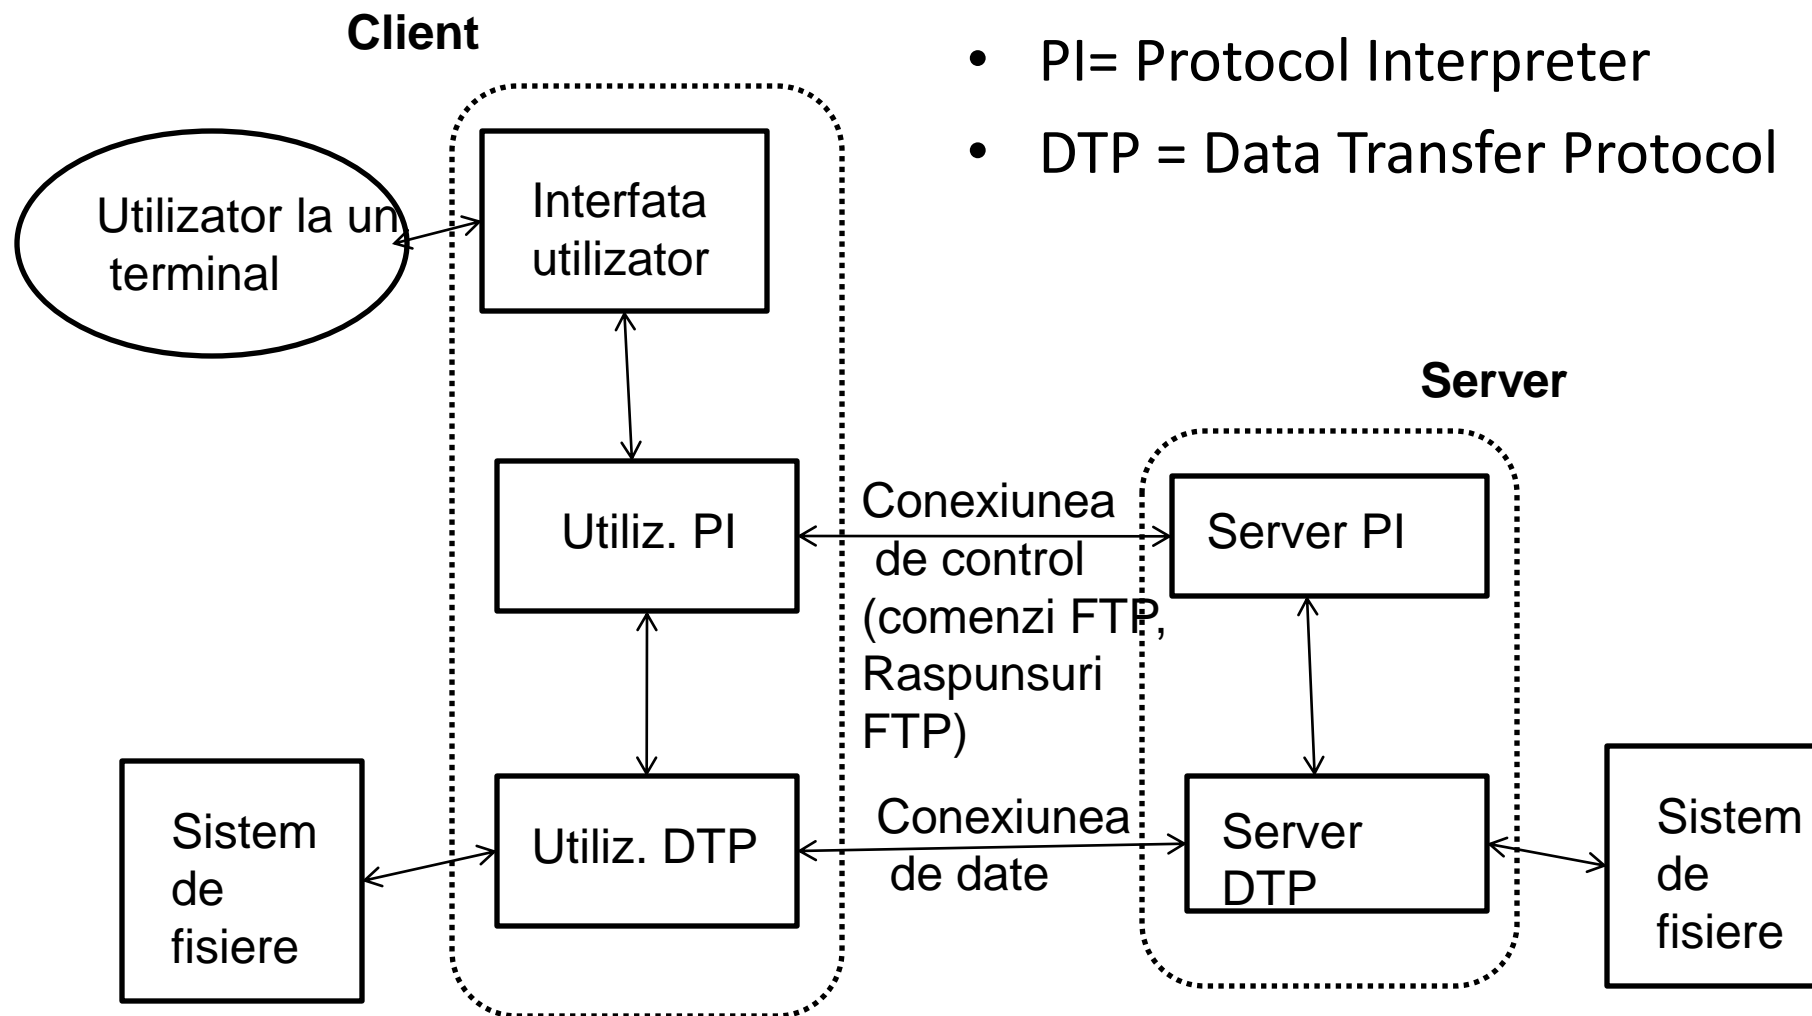 Client
• PI= Protocol Interpreter
• DTP = Data Transfer Protocol
Utilizator la un
terminal
Interfata
utilizator
Server
Utiliz. PI
Conexiunea
de control
(comenzi FTP,
Raspunsuri
FTP)
Server PI
Sistem
de
fisiere
Utiliz. DTP
Conexiunea
de date
Server
DTP
Sistem
de
fisiere